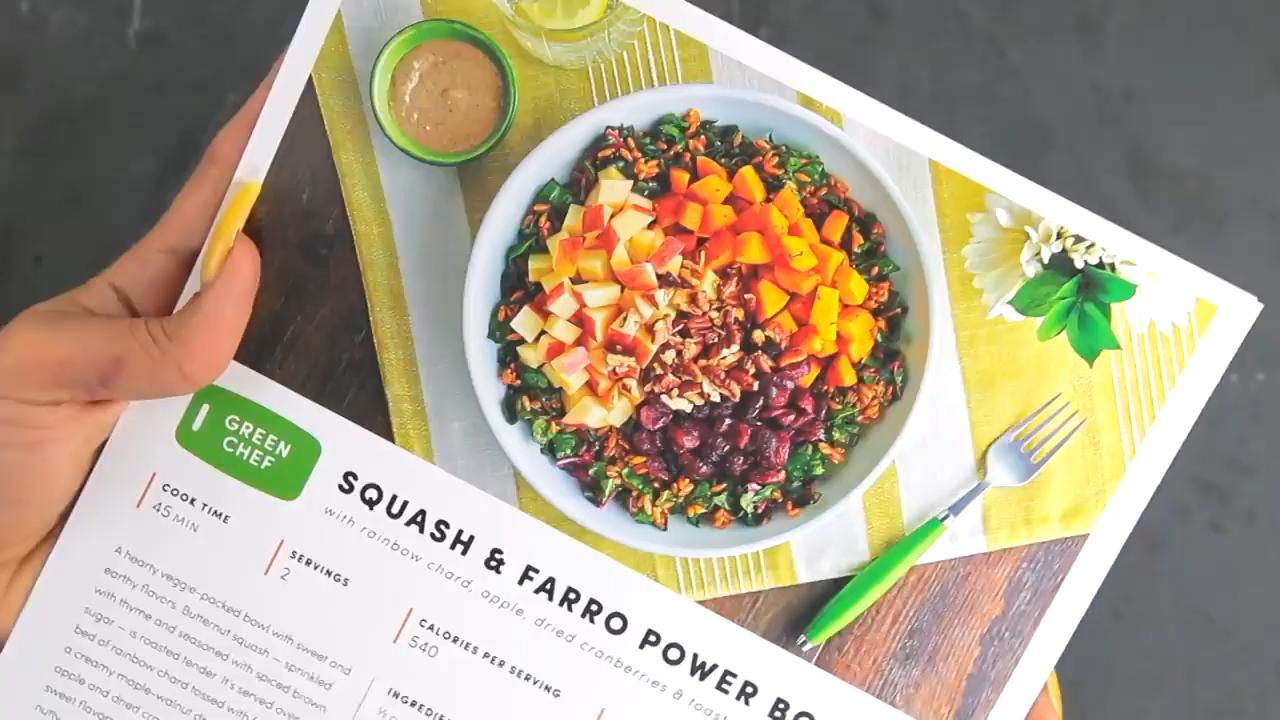 GREEN
CHEF
SQUASH & FARRO POWER
with rainbow chard, apple, dried cranberries &
COOK TIME
45 MIN
SERVINGS
2
CALORIES PER SERVING
540
A hearty veggie-packed bowl with sweet and
earthy flavors. Butternut squash — sprinkled
with thyme and seasoned with spiced brown
sugar — is roasted tender. It's served over
bed of rainbow chard tossed with
a creamy maple-walnut
apple and dried
sweet